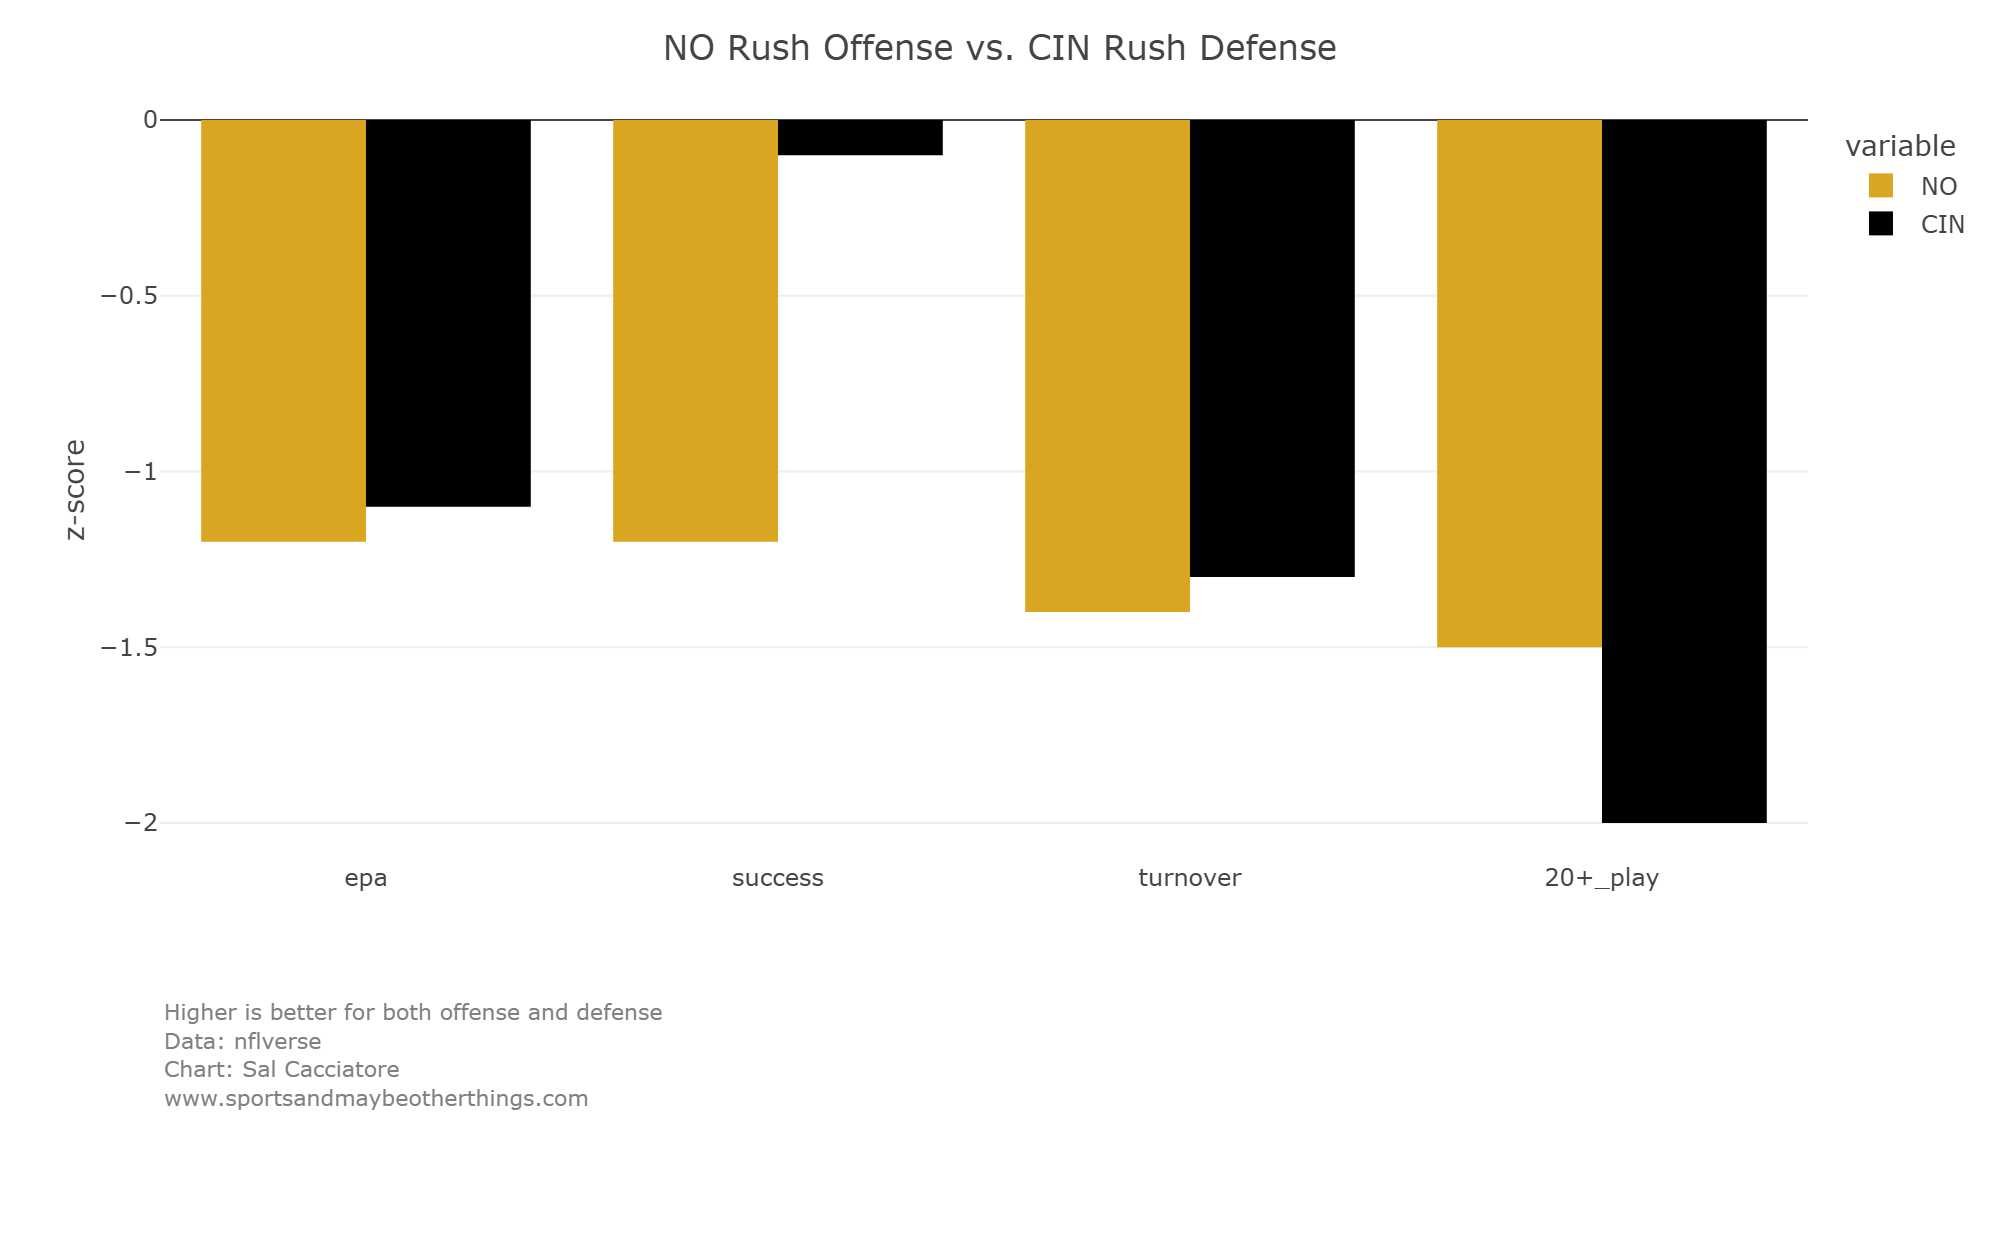 NO Rush Offense vs. CIN Rush Defense
0
−0.5
−1
−1.5
−2
z-score
epa
success
turnover
20+_play
variable
NO
CIN
Higher is better for both offense and defense
Data: nflverse
Chart: Sal Cacciatore
www.sportsandmaybeotherthings.com